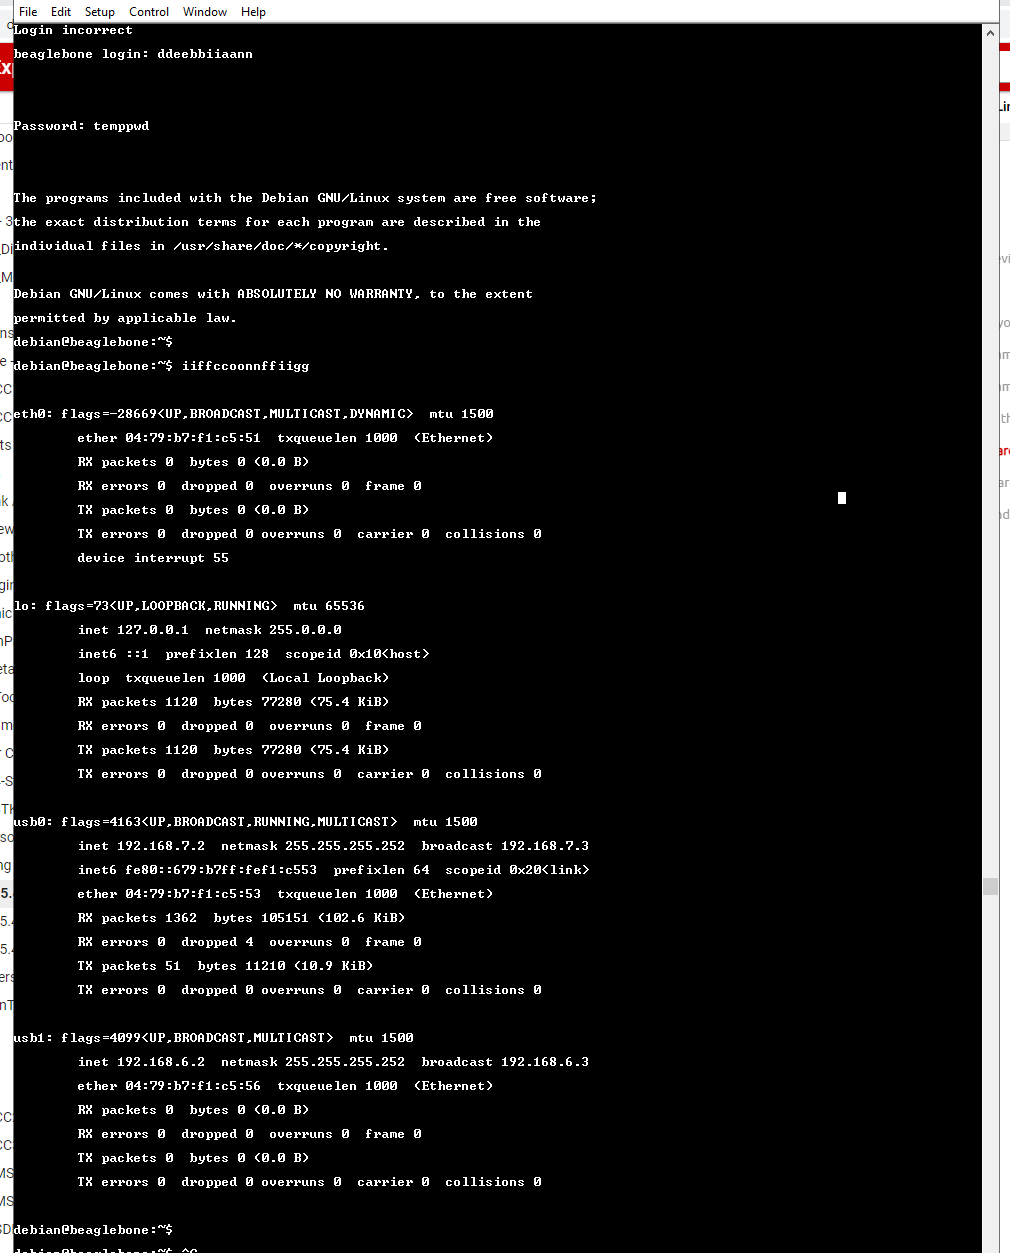 File Edit Setup Control Window Help
Login incorrect
beaglebone login: ddeebbiiaann
Password: temppwd
The programs included with the Debian GNU/Linux system are free software;
the exact distribution terms for each program are described in the
individual files in /usr/share/doc/*/copyright.
Debian GNU/Linux comes with ABSOLUTELY NO WARRANTY, to the extent
permitted by applicable law.
debian@beaglebone:~$
debian@beaglebone:~$ iiffccoonnffiigg
eth0: flags=-28669<UP,BROADCAST,MULTICAST,DYNAMIC>  mtu 1500
ether 04:79:b7:f1:c5:51  txqueuelen 1000  (Ethernet)
RX packets 0  bytes 0 (0.0 B)
RX errors 0  dropped 0  overruns 0  frame 0
TX packets 0  bytes 0 (0.0 B)
TX errors 0  dropped 0 overruns 0  carrier 0  collisions 0
device interrupt 55
lo: flags=73<UP,LOOPBACK,RUNNING>  mtu 65536
inet 127.0.0.1  netmask 255.0.0.0
inet6 ::1  prefixlen 128  scopeid 0x10<host>
loop  txqueuelen 1000  (Local Loopback)
RX packets 1120  bytes 77280 (75.4 KiB)
RX errors 0  dropped 0  overruns 0  frame 0
TX packets 1120  bytes 77280 (75.4 KiB)
TX errors 0  dropped 0 overruns 0  carrier 0  collisions 0
usb0: flags=4163<UP,BROADCAST,RUNNING,MULTICAST>  mtu 1500
inet 192.168.7.2  netmask 255.255.255.252  broadcast 192.168.7.3
inet6 fe80::679:b7ff:fef1:c553  prefixlen 64  scopeid 0x20<link>
ether 04:79:b7:f1:c5:53  txqueuelen 1000  (Ethernet)
RX packets 1362  bytes 105151 (102.6 KiB)
RX errors 0  dropped 4  overruns 0  frame 0
TX packets 51  bytes 11210 (10.9 KiB)
TX errors 0  dropped 0 overruns 0  carrier 0  collisions 0
usb1: flags=4099<UP,BROADCAST,MULTICAST>  mtu 1500
inet 192.168.6.2  netmask 255.255.255.252  broadcast 192.168.6.3
ether 04:79:b7:f1:c5:56  txqueuelen 1000  (Ethernet)
RX packets 0  bytes 0 (0.0 B)
RX errors 0  dropped 0  overruns 0  frame 0
TX packets 0  bytes 0 (0.0 B)
TX errors 0  dropped 0 overruns 0  carrier 0  collisions 0
debian@beaglebone:~$
debian@beaglebone:~$ ^C